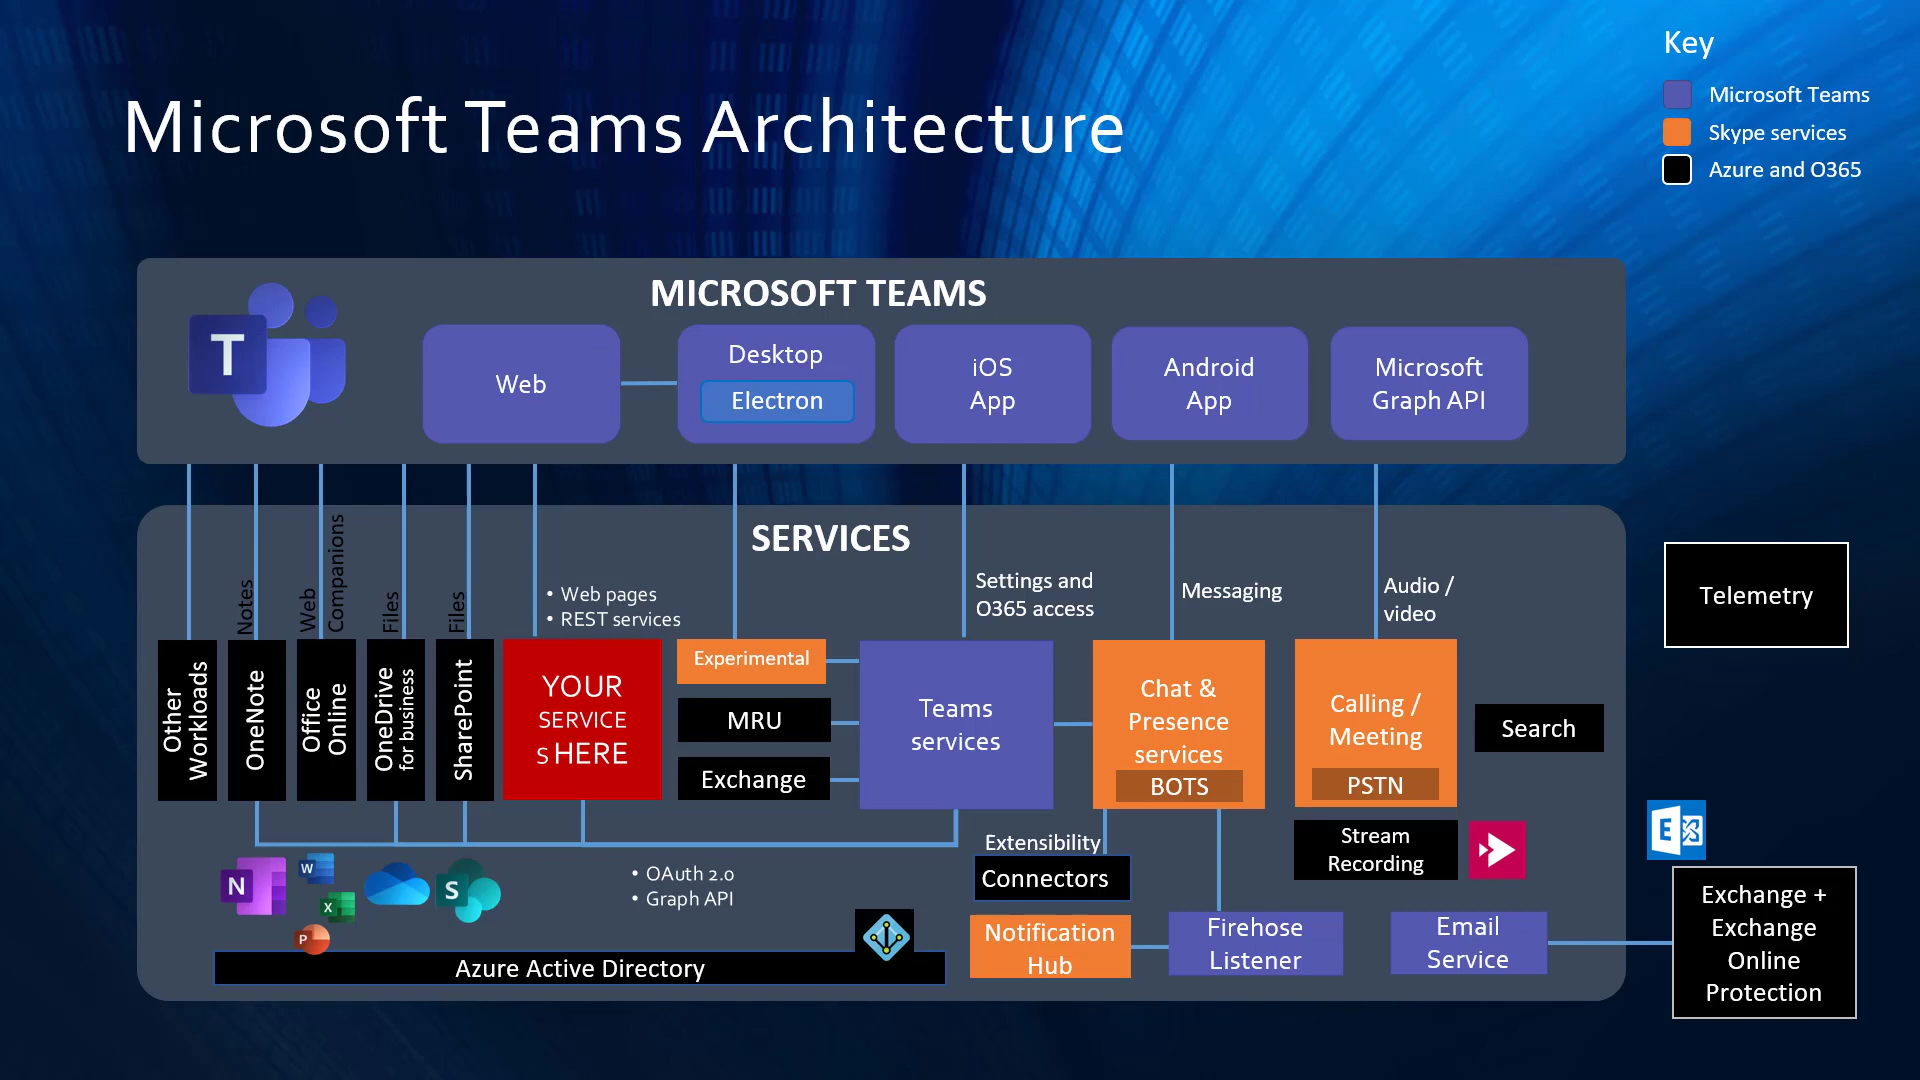 Key
Microsoft Teams
Skype services
Azure and O365
Microsoft Teams Architecture
MICROSOFT TEAMS
T
Web
Desktop
Electron
iOS
App
Android
App
Microsoft
Graph API
SERVICES
Notes
Web
Companions
Files
Files
• Web pages
• REST services
Settings and
O365 access
Messaging
Audio /
video
Telemetry
Other
Workloads
OneNote
Office
Online
OneDrive
for business
SharePoint
YOUR
SERVICE
S HERE
Experimental
MRU
Exchange
Teams
services
Chat &
Presence
services
BOTS
Calling /
Meeting
PSTN
Search
Stream
Recording
Extensibility
Connectors
N
W
X
P
S
• OAuth 2.0
• Graph API
Azure Active Directory
Notification
Hub
Firehose
Listener
Email
Service
E
Exchange +
Exchange
Online
Protection